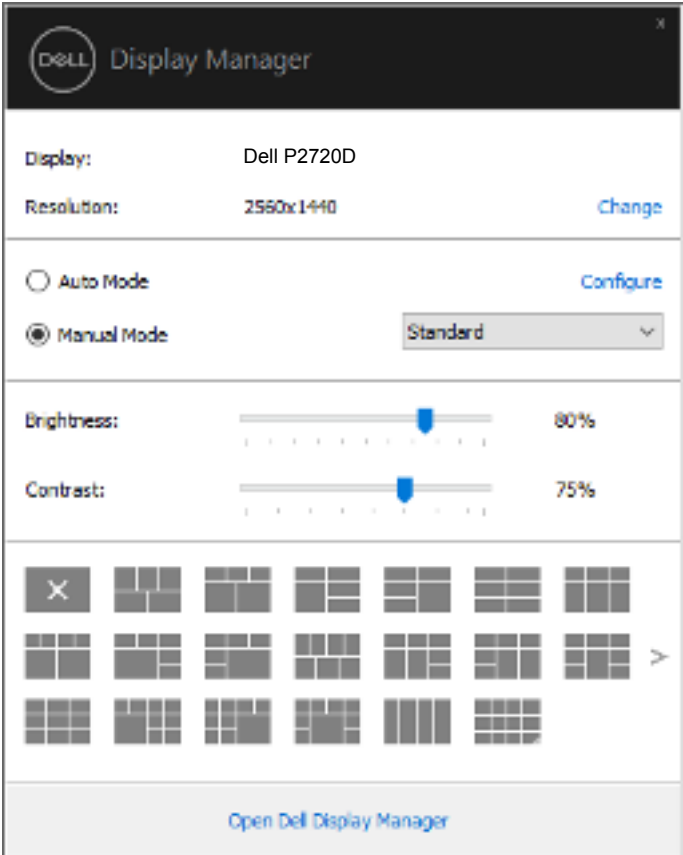 DELL Display Manager
x
Display: Dell P2720D
Resolution: 2560x1440 Change
Auto Mode Configure
Manual Mode Standard
Brightness: 80%
Contrast: 75%
Open Dell Display Manager